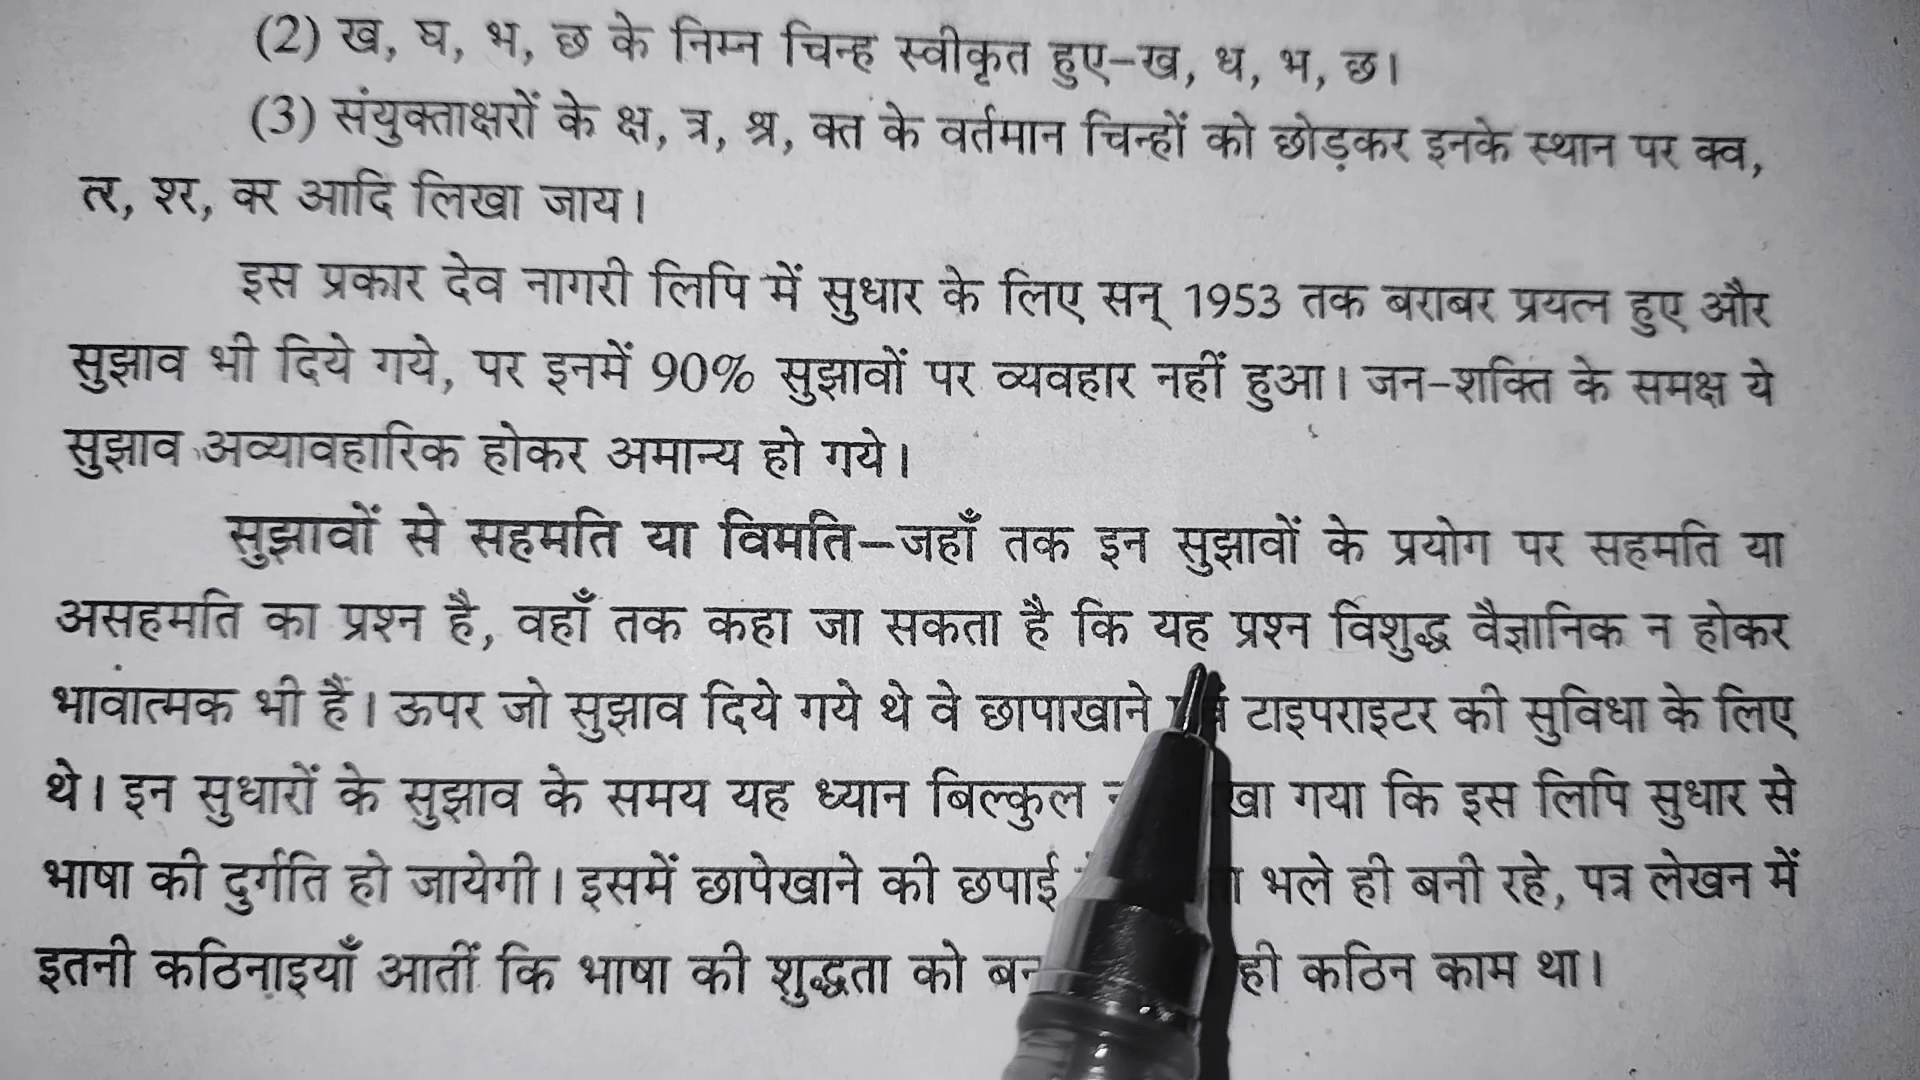 (2) ख, घ, भ, छ के निम्न चिन्ह स्वीकृत हुए–ख, ध, भ, छ।
(3) संयुक्ताक्षरों के क्ष, त्र, श्र, क्त के वर्तमान चिन्हों को छोड़कर इनके स्थान पर क्व,
त्र, श्र, क्र आदि लिखा जाय।
इस प्रकार देव नागरी लिपि में सुधार के लिए सन् 1953 तक बराबर प्रयत्न हुए और
सुझाव भी दिये गये, पर इनमें 90% सुझावों पर व्यवहार नहीं हुआ। जन-शक्ति के समक्ष ये
सुझाव अव्यावहारिक होकर अमान्य हो गये।
सुझावों से सहमति या विमति–जहाँ तक इन सुझावों के प्रयोग पर सहमति या
असहमति का प्रश्न है, वहाँ तक कहा जा सकता है कि यह प्रश्न विशुद्ध वैज्ञानिक न होकर
भावात्मक भी हैं। ऊपर जो सुझाव दिये गये थे वे छापाखाने टाइपराइटर की सुविधा के लिए
थे। इन सुधारों के सुझाव के समय यह ध्यान बिल्कुल गया कि इस लिपि सुधार से
भाषा की दुर्गति हो जायेगी। इसमें छापेखाने की छपाई भले ही बनी रहे, पत्र लेखन में
इतनी कठिनाइयाँ आतीं कि भाषा की शुद्धता को ही कठिन काम था।